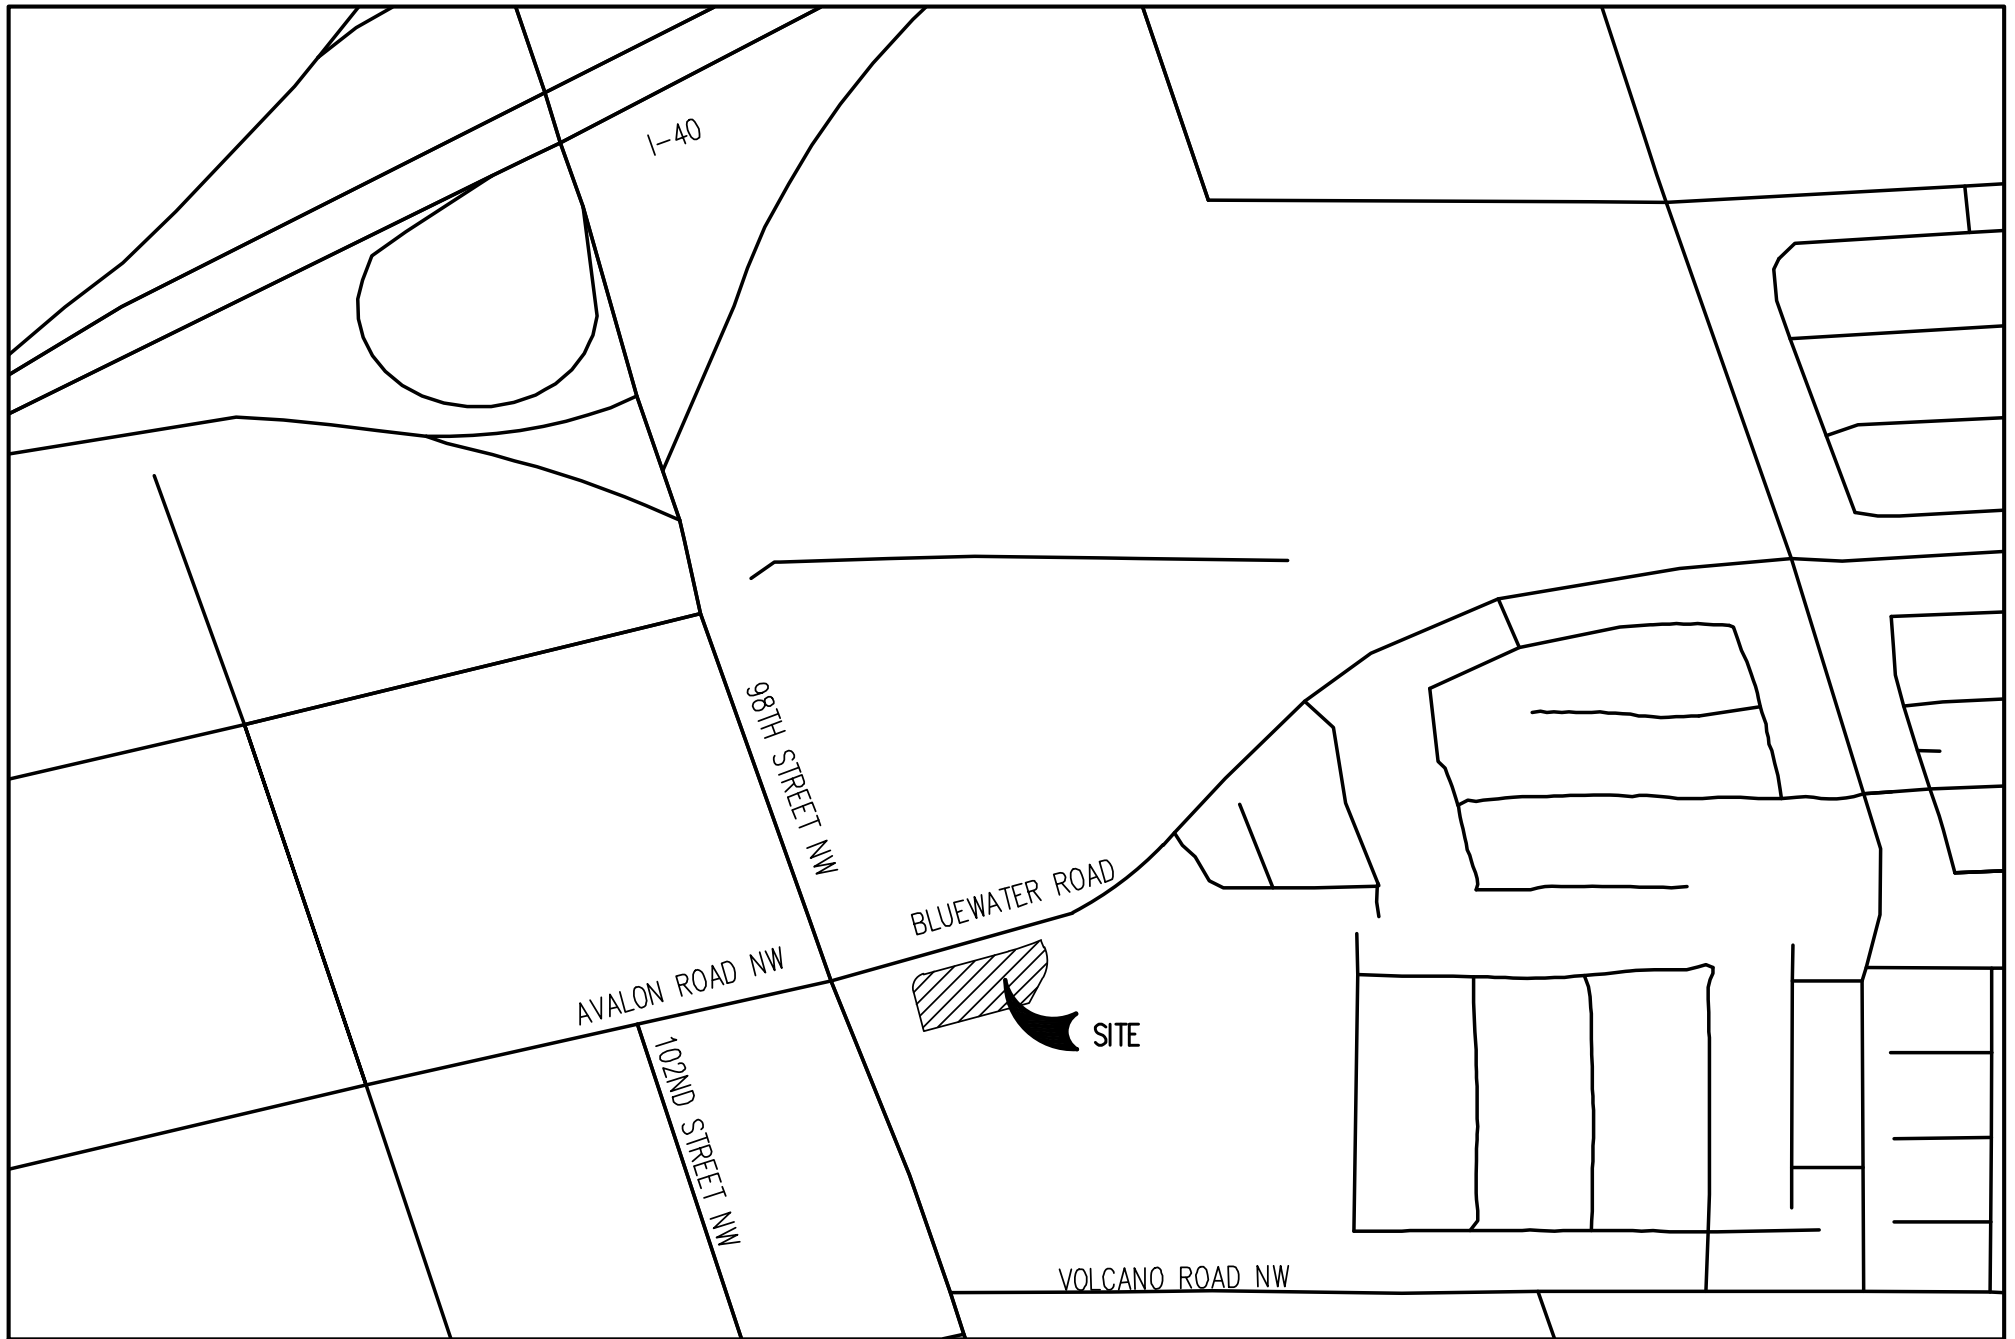 I-40
98TH STREET NW
BLUEWATER ROAD
AVALON ROAD NW
SITE
102ND STREET NW
VOLCANO ROAD NW